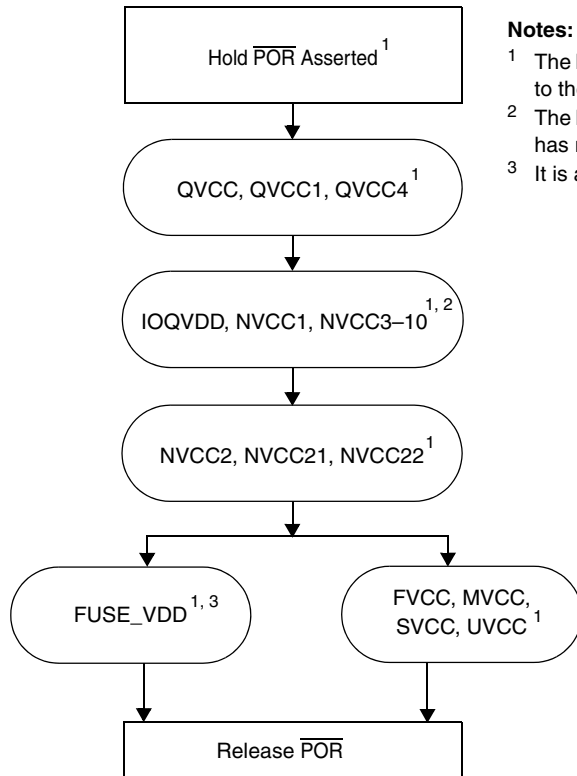 Hold POR Asserted 1
QVCC, QVCC1, QVCC4 1
IOQVDD, NVCC1, NVCC3–10 1, 2
NVCC2, NVCC21, NVCC22 1
FUSE_VDD 1, 3
FVCC, MVCC,
SVCC, UVCC 1
Release POR
Notes:
1 The
to the
2 The
has
3 It is